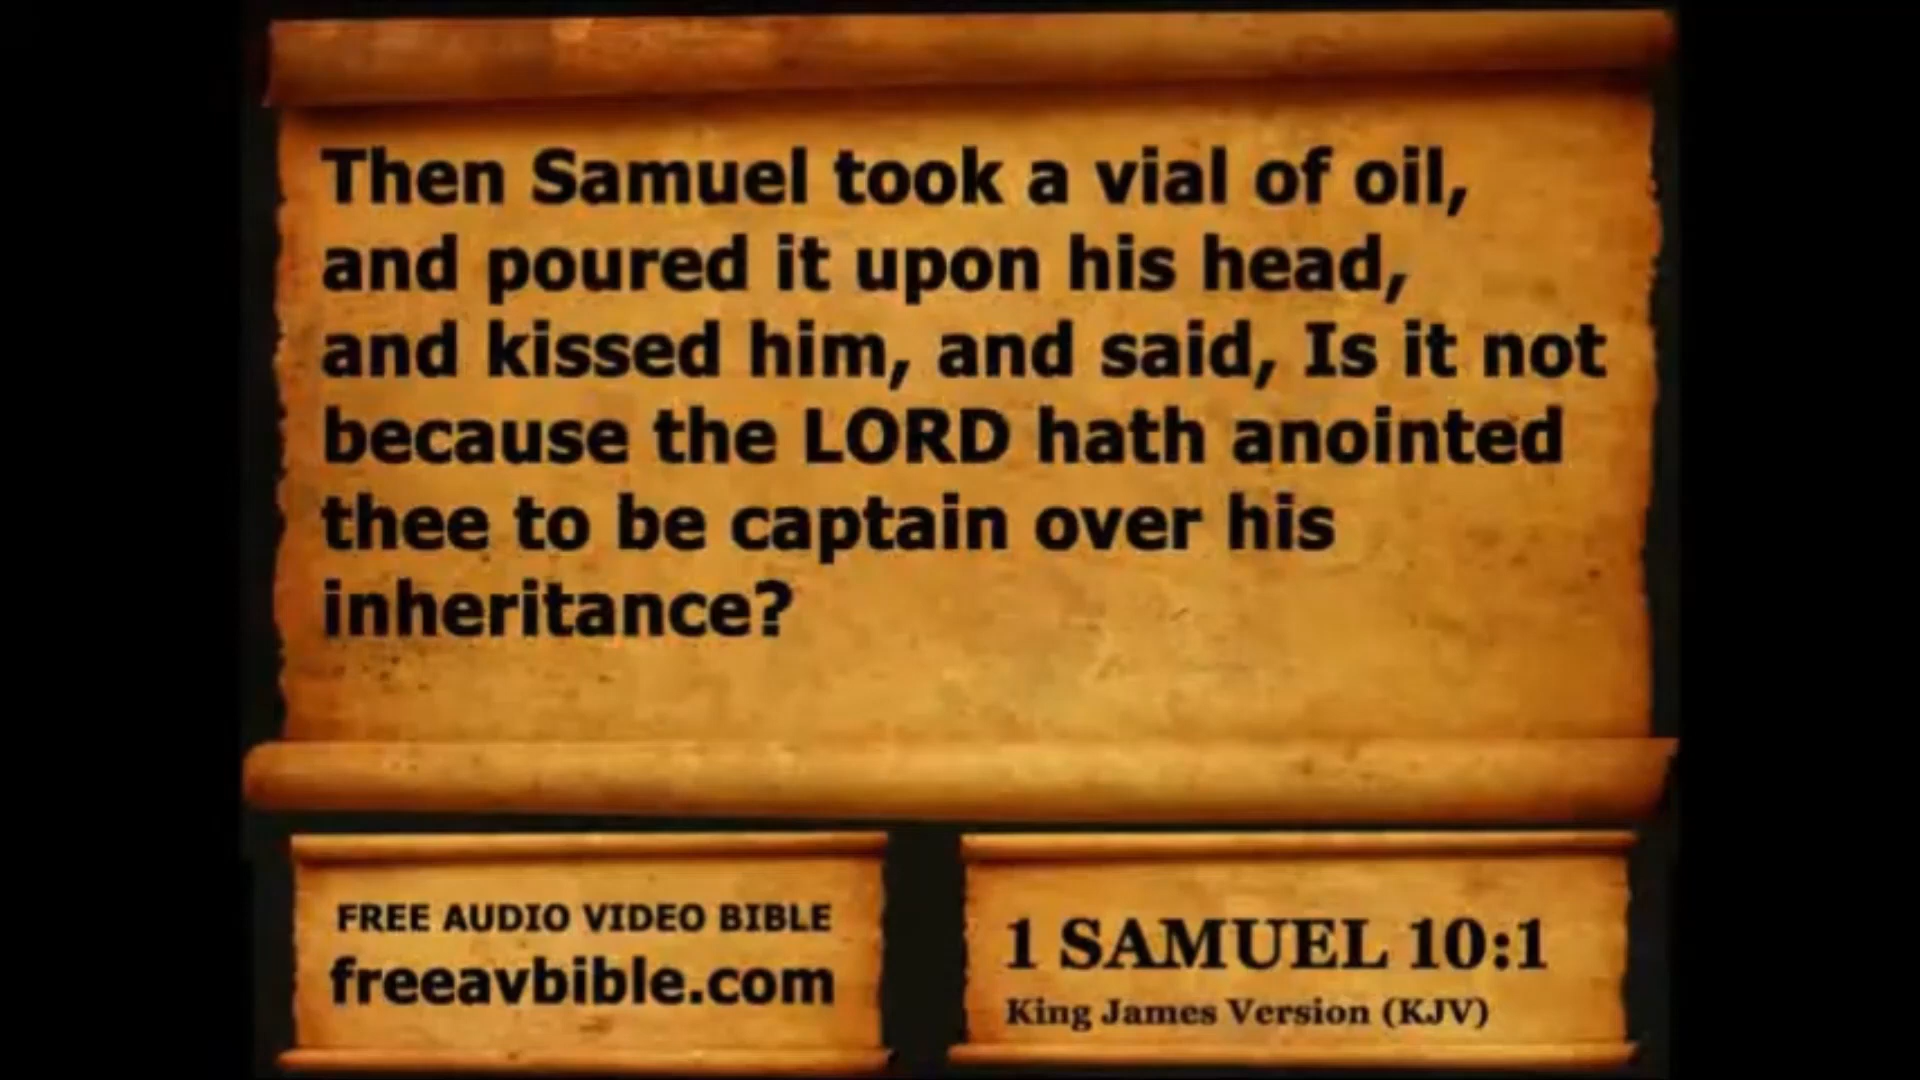 Then Samuel took a vial of oil,
and poured it upon his head,
and kissed him, and said, Is it not
because the LORD hath anointed
thee to be captain over his
inheritance?
FREE AUDIO VIDEO BIBLE
freeavbible.com
1 SAMUEL 10:1
King James Version (KJV)